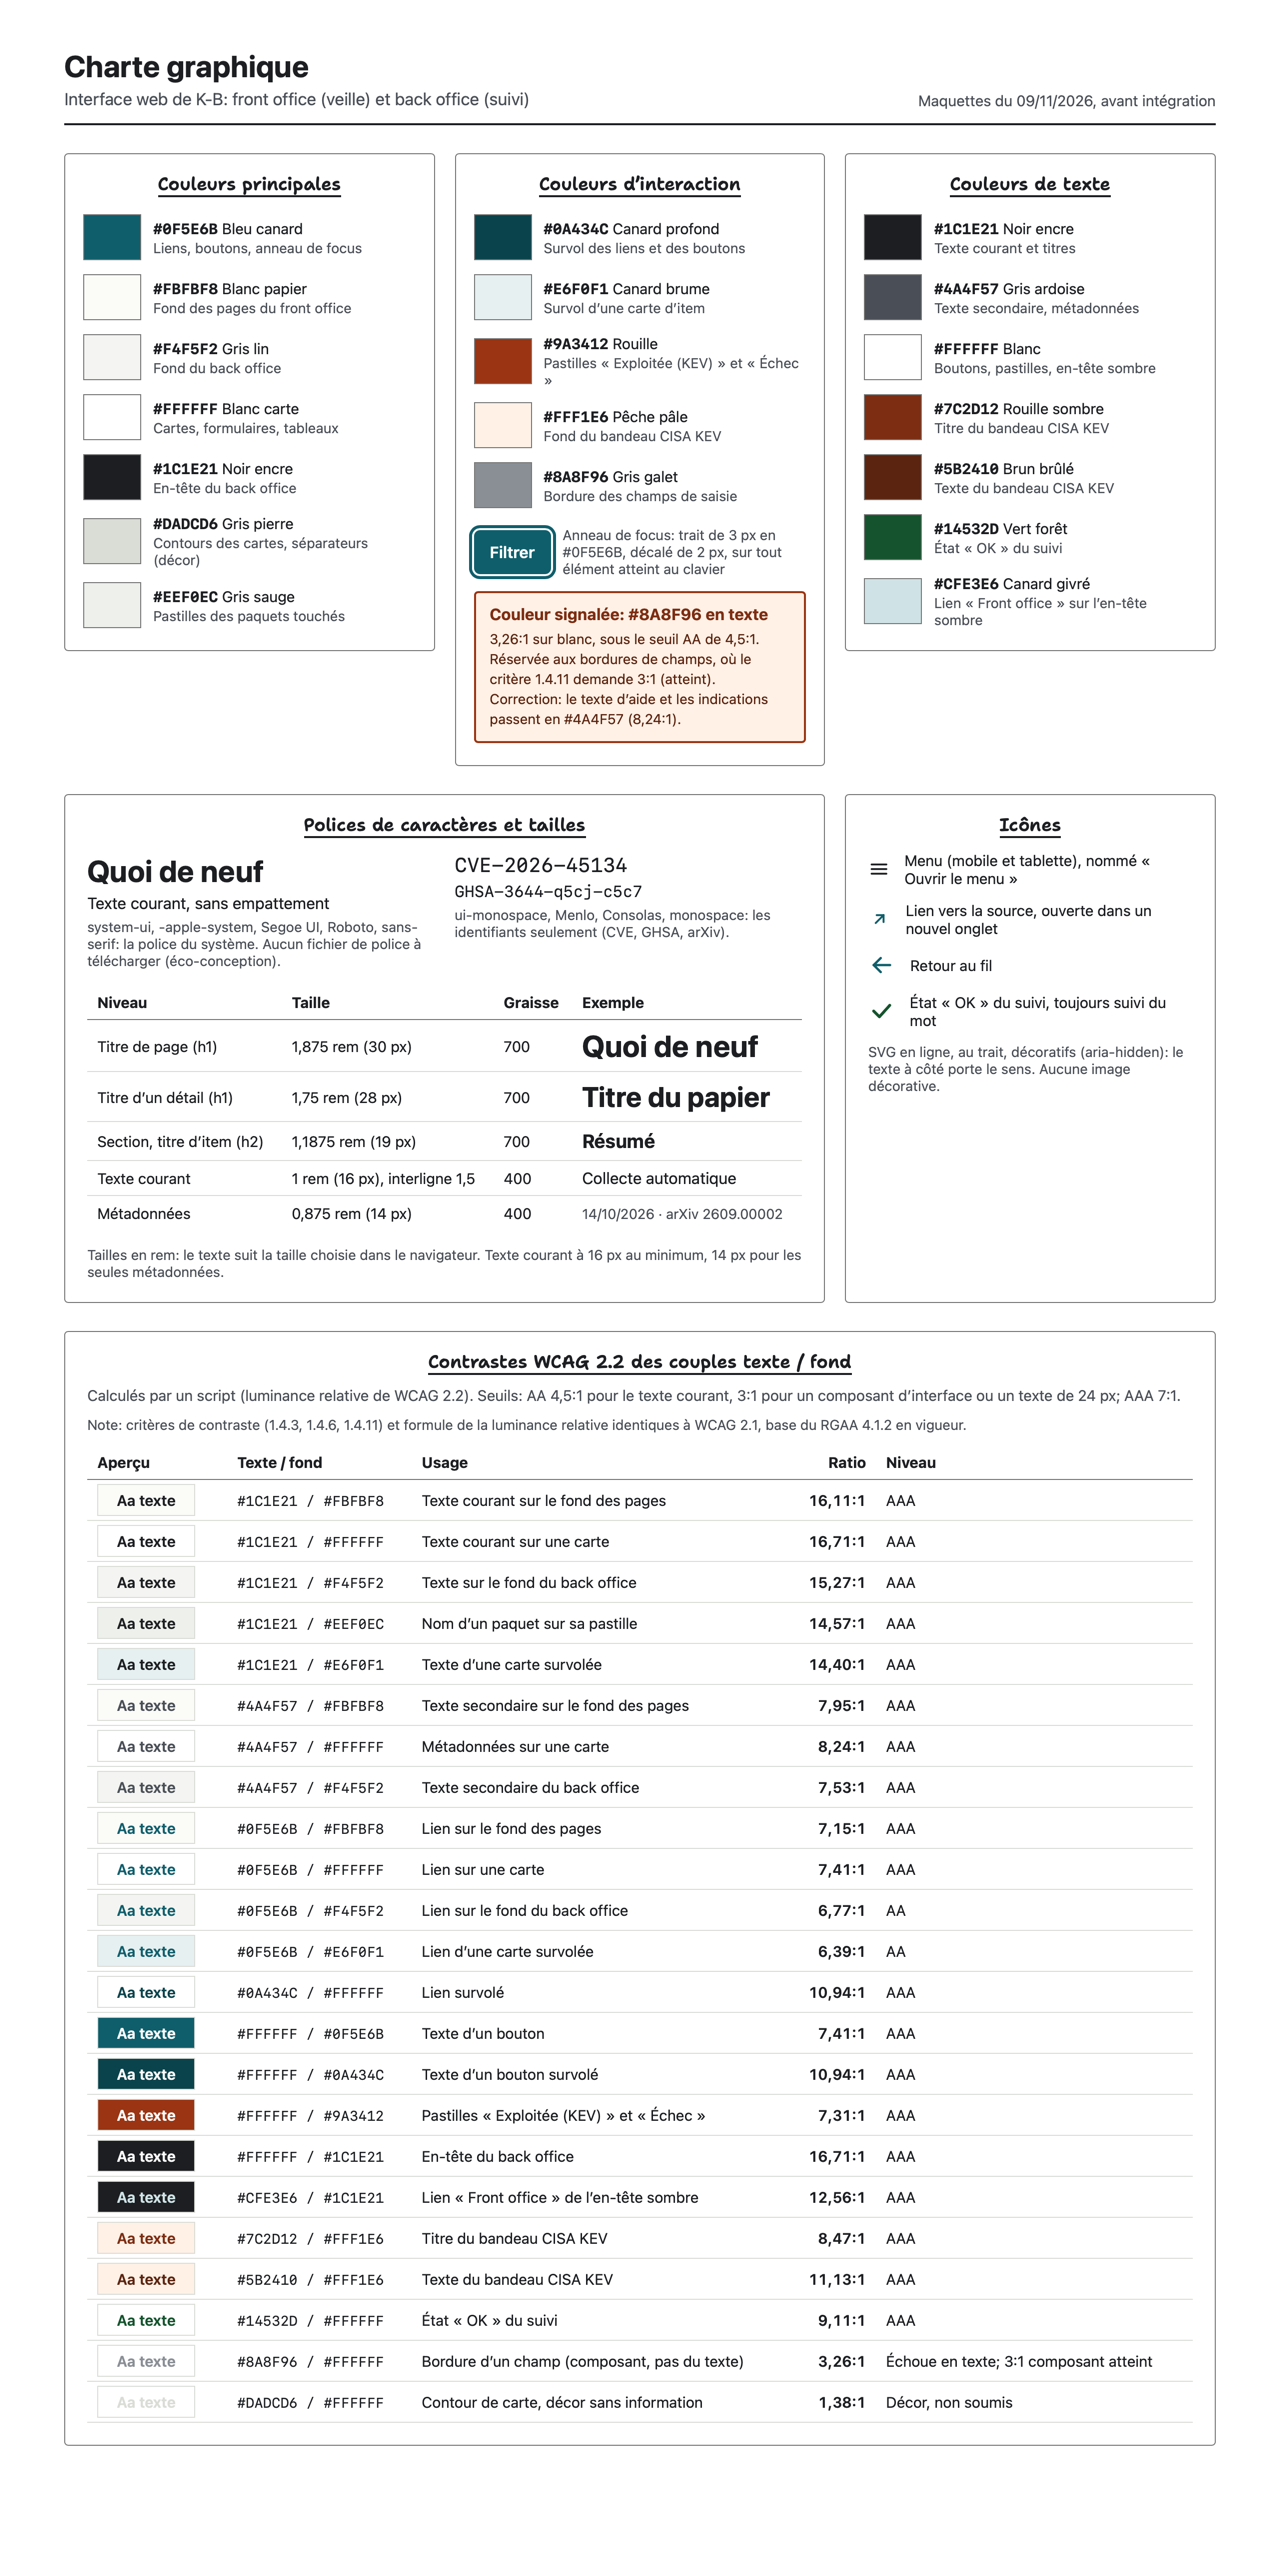 Charte graphique
Interface web de K-B: front office (veille) et back office (suivi)
Maquettes du 09/11/2026, avant intégration
Couleurs principales
#0F5E6B Bleu canard
Liens, boutons, anneau de focus
#FBFBF8 Blanc papier
Fond des pages du front office
#F4F5F2 Gris lin
Fond du back office
#FFFFFF Blanc carte
Cartes, formulaires, tableaux
#1C1E21 Noir encre
En-tête du back office
#DADCD6 Gris pierre
Contours des cartes, séparateurs
(décor)
#EEF0EC Gris sauge
Pastilles des paquets touchés
Couleurs d’interaction
#0A434C Canard profond
Survol des liens et des boutons
#E6F0F1 Canard brume
Survol d’une carte d’item
#9A3412 Rouille
Pastilles « Exploitée (KEV) » et « Échec
»
#FFF1E6 Pêche pâle
Fond du bandeau CISA KEV
#8A8F96 Gris galet
Bordure des champs de saisie
Filtrer
Anneau de focus: trait de 3 px en
#0F5E6B, décalé de 2 px, sur tout
élément atteint au clavier
Couleur signalée: #8A8F96 en texte
3,26:1 sur blanc, sous le seuil AA de 4,5:1.
Réservée aux bordures de champs, où le
critère 1.4.11 demande 3:1 (atteint).
Correction: le texte d’aide et les indications
passent en #4A4F57 (8,24:1).
Couleurs de texte
#1C1E21 Noir encre
Texte courant et titres
#4A4F57 Gris ardoise
Texte secondaire, métadonnées
#FFFFFF Blanc
Boutons, pastilles, en-tête sombre
#7C2D12 Rouille sombre
Titre du bandeau CISA KEV
#5B2410 Brun brûlé
Texte du bandeau CISA KEV
#14532D Vert forêt
État « OK » du suivi
#CFE3E6 Canard givré
Lien « Front office » sur l’en-tête
sombre
Polices de caractères et tailles
Quoi de neuf
Texte courant, sans empattement
system-ui, -apple-system, Segoe UI, Roboto, sans-
serif: la police du système. Aucun fichier de police à
télécharger (éco-conception).
CVE-2026-45134
GHSA-3644-q5cj-c5c7
ui-monospace, Menlo, Consolas, monospace: les
identifiants seulement (CVE, GHSA, arXiv).
Niveau Taille Graisse Exemple
Titre de page (h1) 1,875 rem (30 px) 700 Quoi de neuf
Titre d’un détail (h1) 1,75 rem (28 px) 700 Titre du papier
Section, titre d’item (h2) 1,1875 rem (19 px) 700 Résumé
Texte courant 1 rem (16 px), interligne 1,5 400 Collecte automatique
Métadonnées 0,875 rem (14 px) 400 14/10/2026 · arXiv 2609.00002
Tailles en rem: le texte suit la taille choisie dans le navigateur. Texte courant à 16 px au minimum, 14 px pour les
seules métadonnées.
Icônes
Menu (mobile et tablette), nommé «
Ouvrir le menu »
Lien vers la source, ouverte dans un
nouvel onglet
Retour au fil
État « OK » du suivi, toujours suivi du
mot
SVG en ligne, au trait, décoratifs (aria-hidden): le
texte à côté porte le sens. Aucune image
décorative.
Contrastes WCAG 2.2 des couples texte / fond
Calculés par un script (luminance relative de WCAG 2.2). Seuils: AA 4,5:1 pour le texte courant, 3:1 pour un composant d’interface ou un texte de 24 px; AAA 7:1.
Note: critères de contraste (1.4.3, 1.4.6, 1.4.11) et formule de la luminance relative identiques à WCAG 2.1, base du RGAA 4.1.2 en vigueur.
Aperçu Texte / fond Usage Ratio Niveau
Aa texte #1C1E21 / #FBFBF8 Texte courant sur le fond des pages 16,11:1 AAA
Aa texte #1C1E21 / #FFFFFF Texte courant sur une carte 16,71:1 AAA
Aa texte #1C1E21 / #F4F5F2 Texte sur le fond du back office 15,27:1 AAA
Aa texte #1C1E21 / #EEF0EC Nom d’un paquet sur sa pastille 14,57:1 AAA
Aa texte #1C1E21 / #E6F0F1 Texte d’une carte survolée 14,40:1 AAA
Aa texte #4A4F57 / #FBFBF8 Texte secondaire sur le fond des pages 7,95:1 AAA
Aa texte #4A4F57 / #FFFFFF Métadonnées sur une carte 8,24:1 AAA
Aa texte #4A4F57 / #F4F5F2 Texte secondaire du back office 7,53:1 AAA
Aa texte #0F5E6B / #FBFBF8 Lien sur le fond des pages 7,15:1 AAA
Aa texte #0F5E6B / #FFFFFF Lien sur une carte 7,41:1 AAA
Aa texte #0F5E6B / #F4F5F2 Lien sur le fond du back office 6,77:1 AA
Aa texte #0F5E6B / #E6F0F1 Lien d’une carte survolée 6,39:1 AA
Aa texte #0A434C / #FFFFFF Lien survolé 10,94:1 AAA
Aa texte #FFFFFF / #0F5E6B Texte d’un bouton 7,41:1 AAA
Aa texte #FFFFFF / #0A434C Texte d’un bouton survolé 10,94:1 AAA
Aa texte #FFFFFF / #9A3412 Pastilles « Exploitée (KEV) » et « Échec » 7,31:1 AAA
Aa texte #FFFFFF / #1C1E21 En-tête du back office 16,71:1 AAA
Aa texte #CFE3E6 / #1C1E21 Lien « Front office » de l’en-tête sombre 12,56:1 AAA
Aa texte #7C2D12 / #FFF1E6 Titre du bandeau CISA KEV 8,47:1 AAA
Aa texte #5B2410 / #FFF1E6 Texte du bandeau CISA KEV 11,13:1 AAA
Aa texte #14532D / #FFFFFF État « OK » du suivi 9,11:1 AAA
Aa texte #8A8F96 / #FFFFFF Bordure d’un champ (composant, pas du texte) 3,26:1 Échoue en texte; 3:1 composant atteint
Aa texte #DADCD6 / #FFFFFF Contour de carte, décor sans information 1,38:1 Décor, non soumis